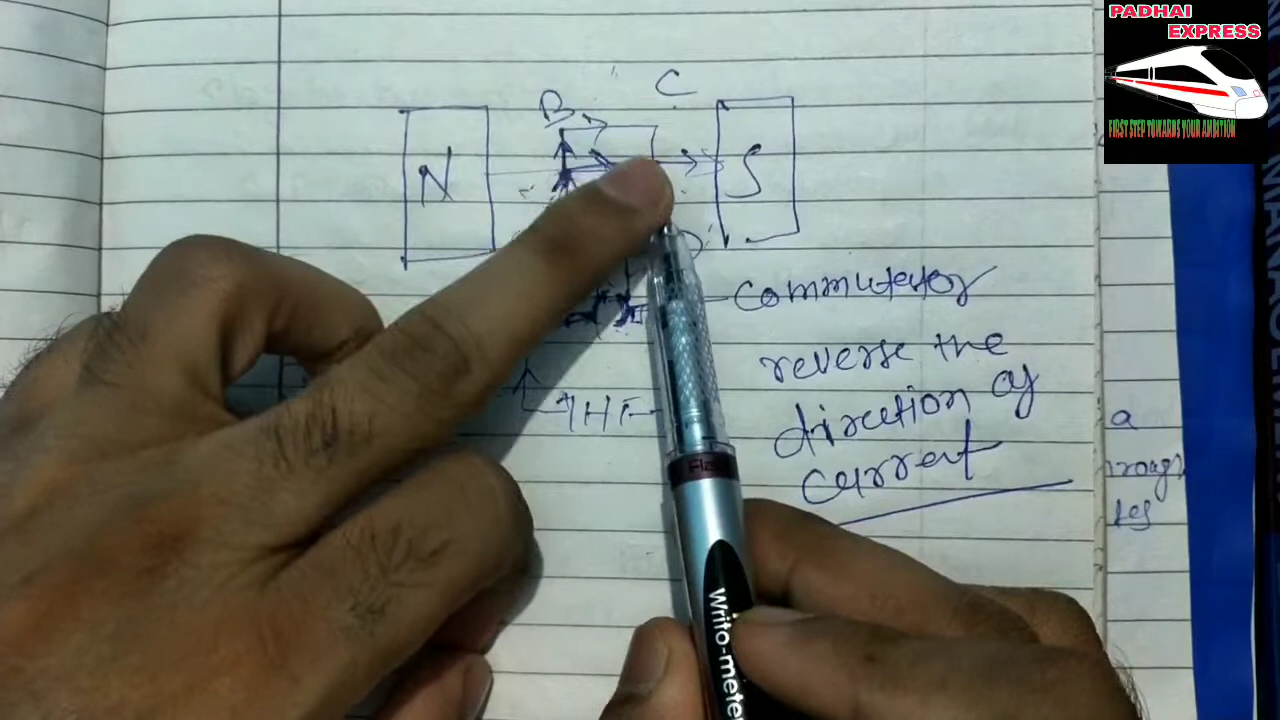 PADHAI
EXPRESS
FIRST STEP TOWARDS YOUR AMBITION
B
C
N
S
D
commutator
reverse the
direction of
current
a
Writo-meter